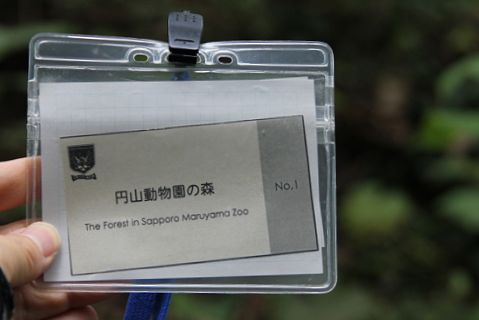 円山動物園の森
The Forest in Sapporo Maruyama Zoo
No.1